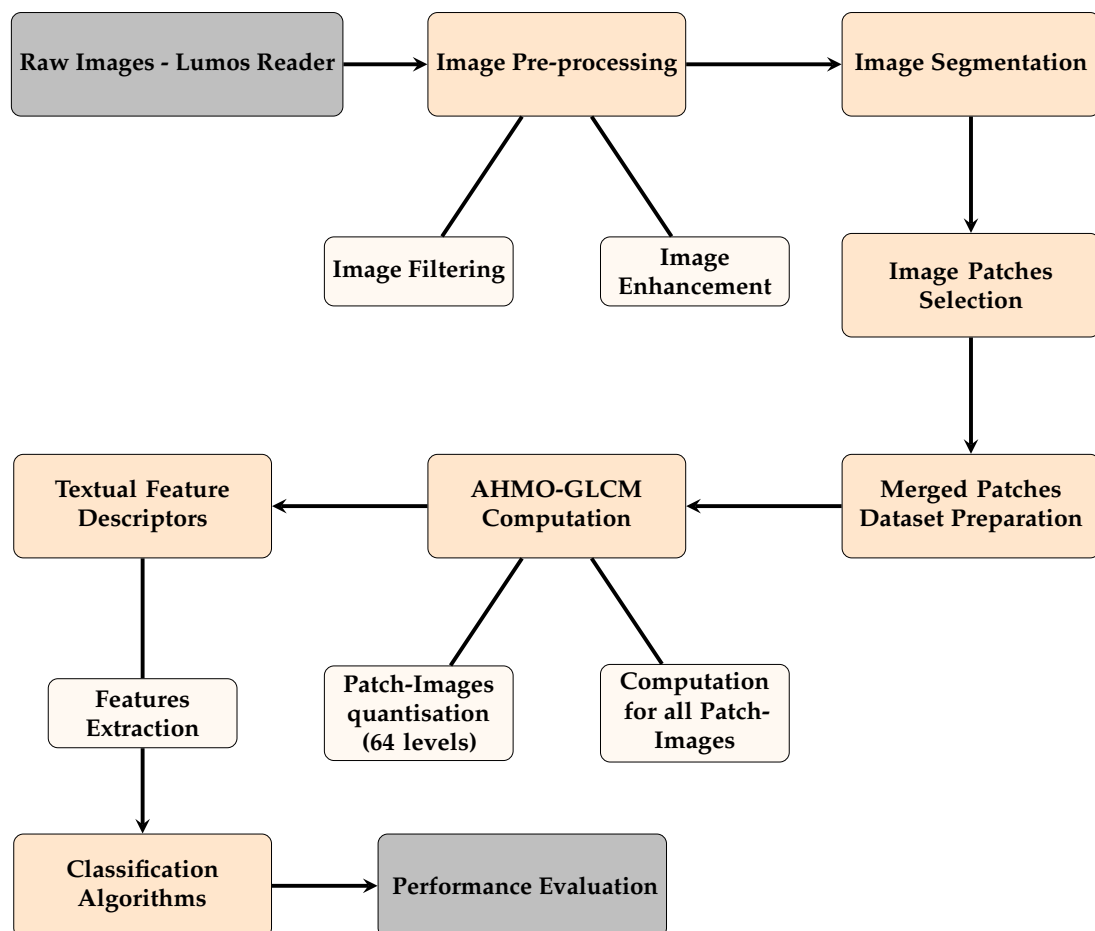 Raw Images - Lumos Reader
Image Pre-processing
Image Segmentation
Image Filtering
Image
Enhancement
Image Patches
Selection
Merged Patches
Dataset Preparation
AHMO-GLCM
Computation
Textual Feature
Descriptors
Patch-Images
quantisation
(64 levels)
Computation
for all Patch-
Images
Features
Extraction
Classification
Algorithms
Performance Evaluation